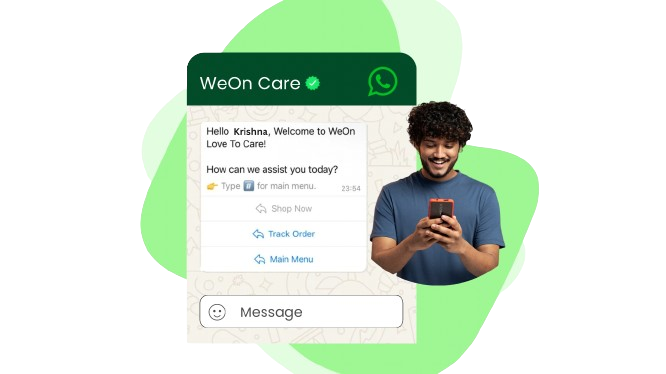 WeOn Care
Hello Krishna, Welcome to WeOn
Love To Care!
How can we assist you today?
👉 Type #️⃣ for main menu.
23:54
Shop Now
Track Order
Main Menu
Message